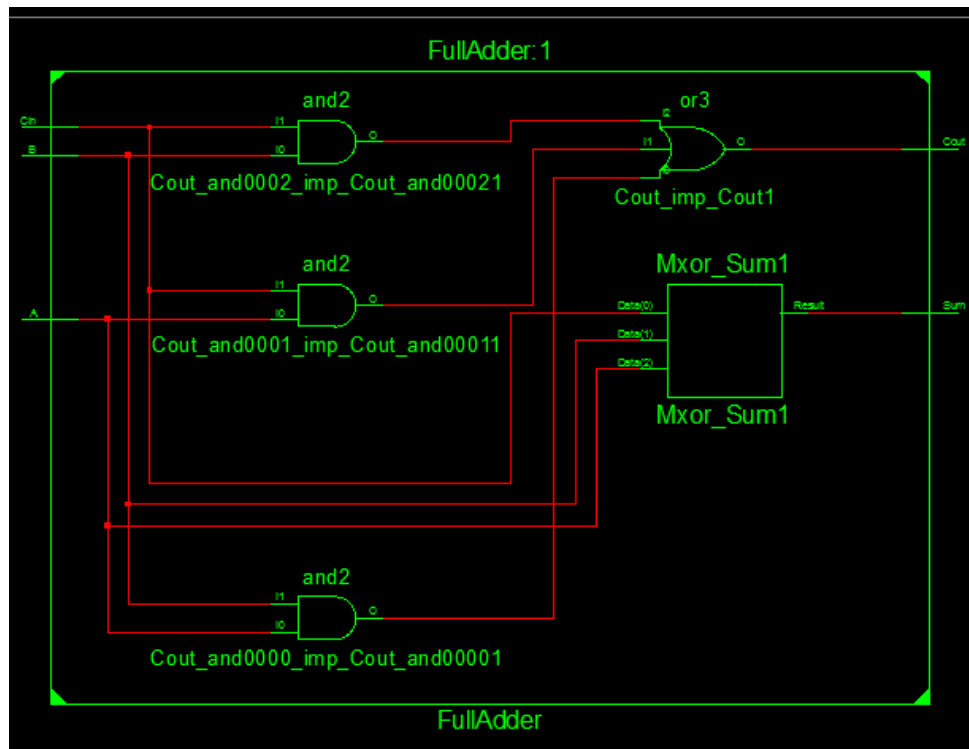 FullAdder:1
and2
or3
Cin
I1
I2
O
B
I0
I1
O
Cout
Cout_and0002_imp_Cout_and00021
Cout_imp_Cout1
and2
Mxor_Sum1
I1
O
Data(0)
Result
A
I0
Sum
Data(1)
Cout_and0001_imp_Cout_and00011
Data(2)
Mxor_Sum1
and2
I1
O
I0
Cout_and0000_imp_Cout_and00001
FullAdder